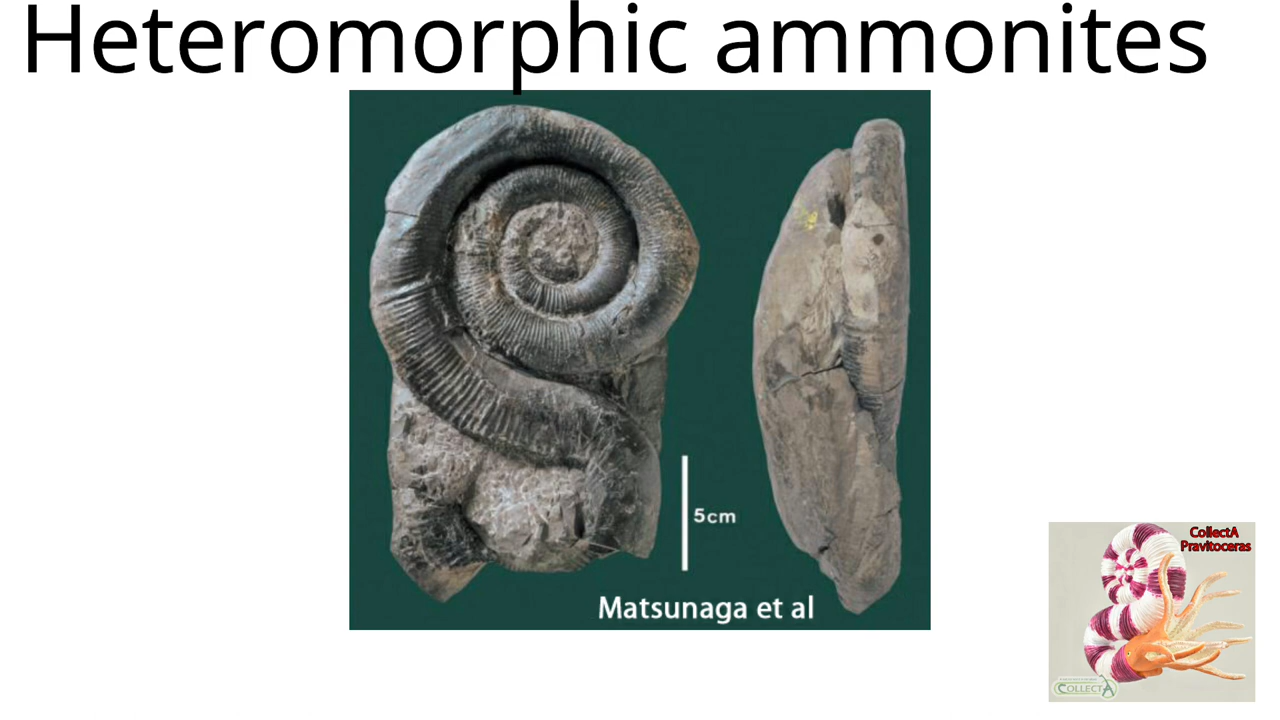 Heteromorphic ammonites
5cm
Matsunaga et al
CollectA
Pravitoceras
COLLECTA